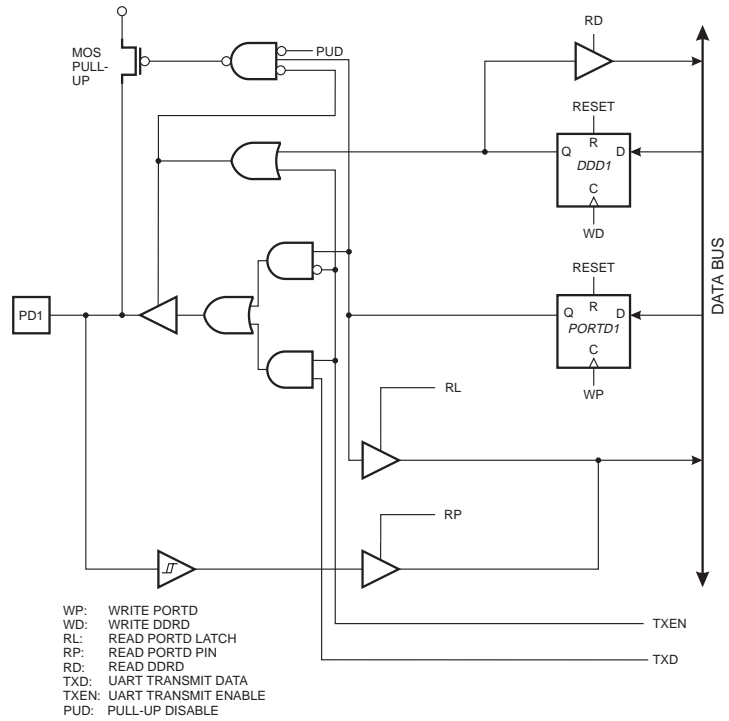 RD
MOS
PULL-
UP
PUD
RESET
R
Q
D
DDD1
C
WD
RESET
R
Q
D
PORTD1
C
WP
DATA BUS
PD1
RL
RP
TXEN
TXD
WP: WRITE PORTD
WD: WRITE DDRD
RL: READ PORTD LATCH
RP: READ PORTD PIN
RD: READ DDRD
TXD: UART TRANSMIT DATA
TXEN: UART TRANSMIT ENABLE
PUD: PULL-UP DISABLE